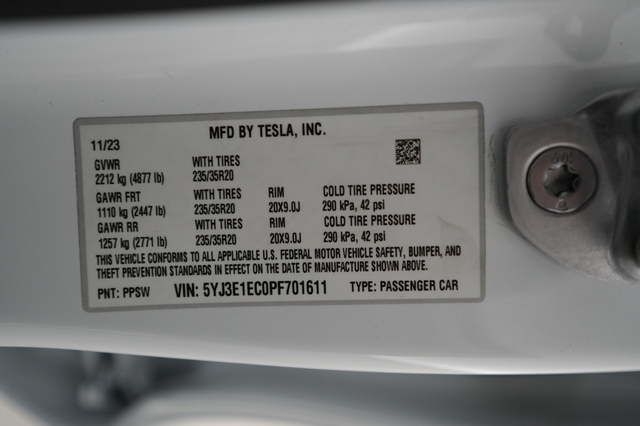 MFD BY TESLA, INC.
11/23
GVWR WITH TIRES
2212 kg (4877 lb) 235/35R20
GAWR FRT WITH TIRES RIM COLD TIRE PRESSURE
1110 kg (2447 lb) 235/35R20 20X9.0J 290 kPa, 42 psi
GAWR RR WITH TIRES RIM COLD TIRE PRESSURE
1257 kg (2771 lb) 235/35R20 20X9.0J 290 kPa, 42 psi
THIS VEHICLE CONFORMS TO ALL APPLICABLE U.S. FEDERAL MOTOR VEHICLE SAFETY, BUMPER, AND
THEFT PREVENTION STANDARDS IN EFFECT ON THE DATE OF MANUFACTURE SHOWN ABOVE.
PNT: PPSW VIN: 5YJ3E1EC0PF701611 TYPE: PASSENGER CAR